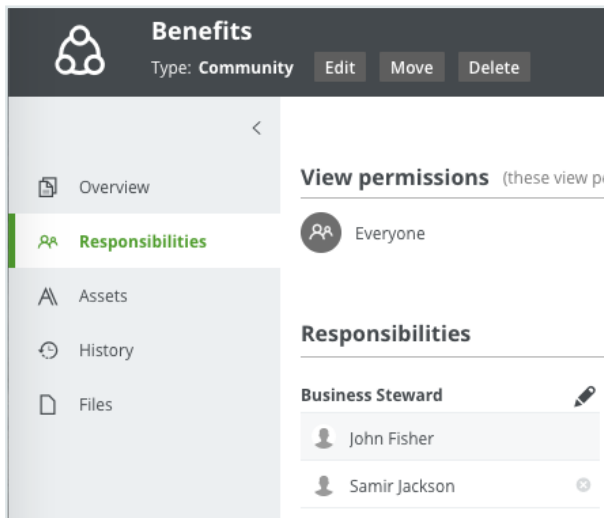 Benefits
Type: Community Edit Move Delete
Overview
Responsibilities
Assets
History
Files
View permissions (these view
Everyone
Responsibilities
Business Steward
John Fisher
Samir Jackson